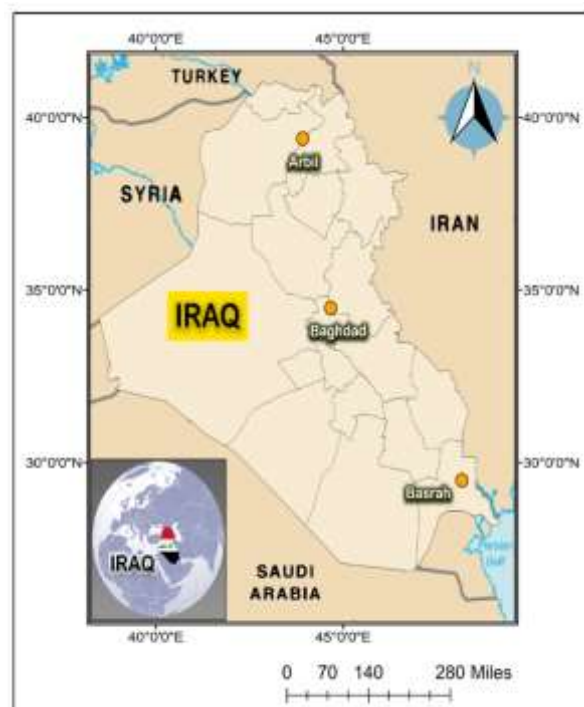 40°0'0"E 45°0'0"E
TURKEY
N
40°0'0"N 40°0'0"N
Arbil
SYRIA
IRAN
35°0'0"N 35°0'0"N
IRAQ
Baghdad
30°0'0"N 30°0'0"N
Basrah
Gulf
IRAQ
SAUDI
ARABIA
40°0'0"E 45°0'0"E
0 70 140 280 Miles